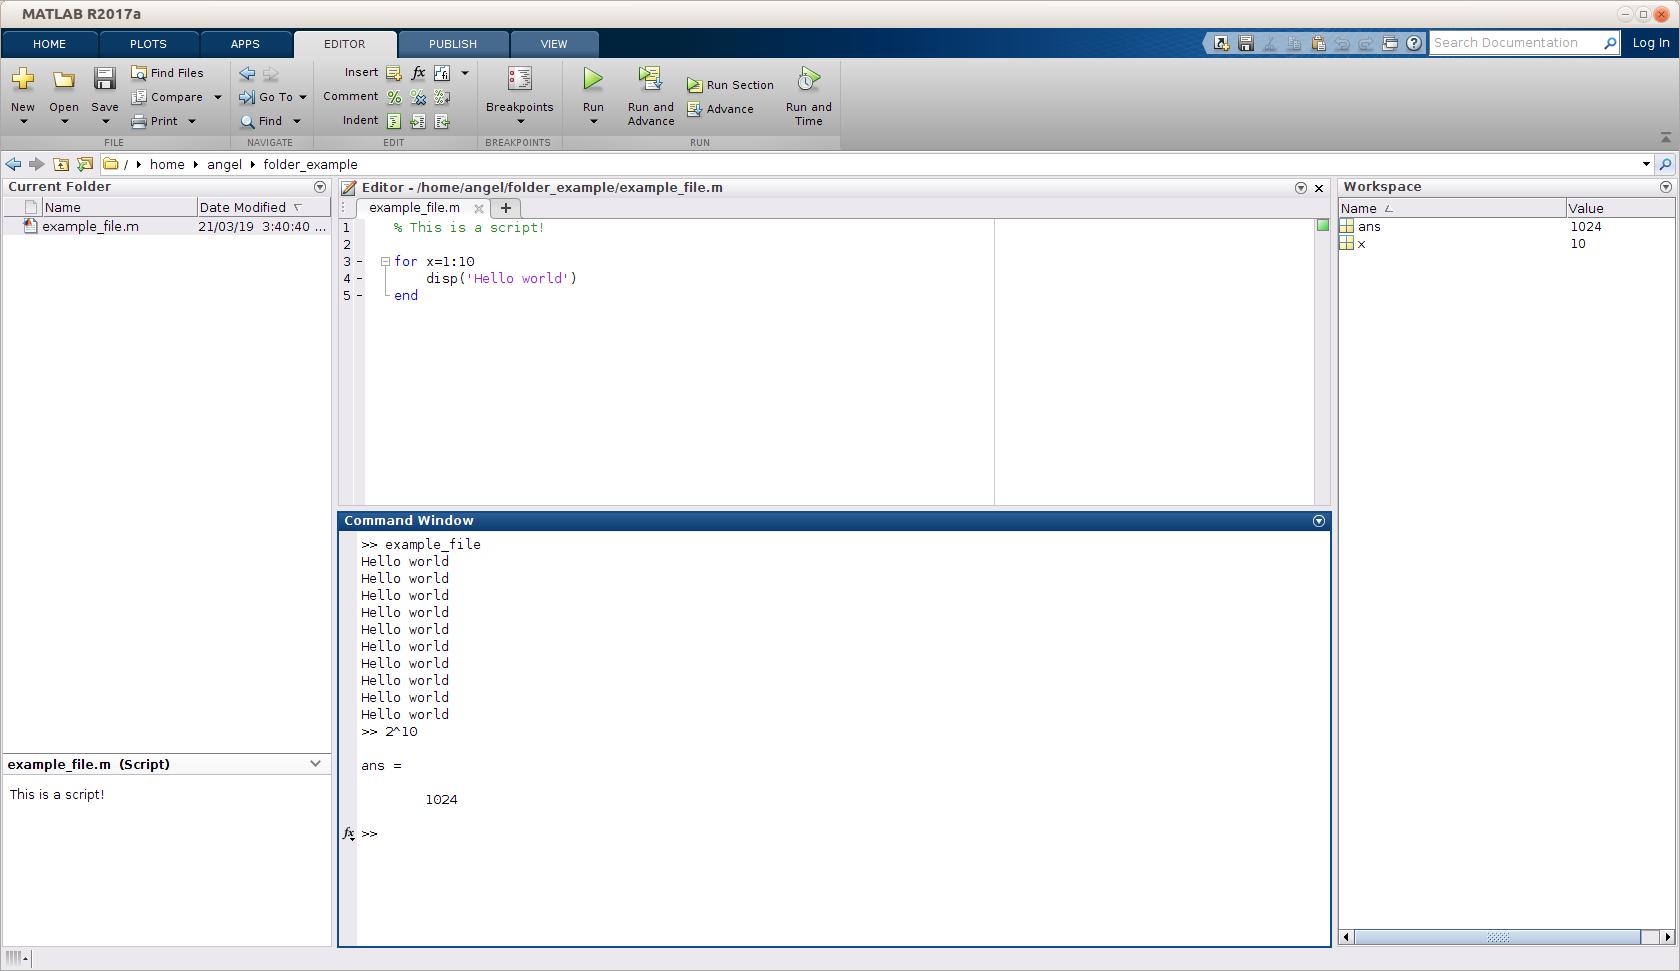 MATLAB R2017a
HOME PLOTS APPS EDITOR PUBLISH VIEW Search Documentation Log In
New Open Save Find Files Compare Print
Go To Find
Insert Comment Indent
Breakpoints
Run Run and Advance Run Section Advance Run and Time
FILE NAVIGATE EDIT BREAKPOINTS RUN
/ home angel folder_example
Current Folder
Name Date Modified
example_file.m 21/03/19 3:40:40 ...
example_file.m (Script)
This is a script!
Editor - /home/angel/folder_example/example_file.m
example_file.m +
1 % This is a script!
2
3 - for x=1:10
4 - disp('Hello world')
5 - end
Command Window
>> example_file
Hello world
Hello world
Hello world
Hello world
Hello world
Hello world
Hello world
Hello world
Hello world
Hello world
>> 2^10
ans =
1024
fx >>
Workspace
Name Value
ans 1024
x 10